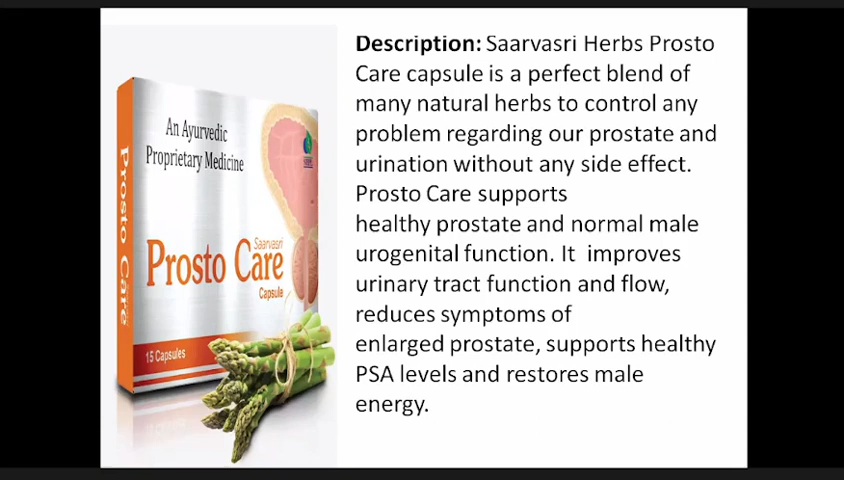 Description: Saarvasri Herbs Prosto
Care capsule is a perfect blend of
many natural herbs to control any
problem regarding our prostate and
urination without any side effect.
Prosto Care supports
healthy prostate and normal male
urogenital function. It  improves
urinary tract function and flow,
reduces symptoms of
enlarged prostate, supports healthy
PSA levels and restores male
energy.
An Ayurvedic
Proprietary Medicine
Saarvasri
Prosto Care
Capsule
15 Capsules
Prosto Care